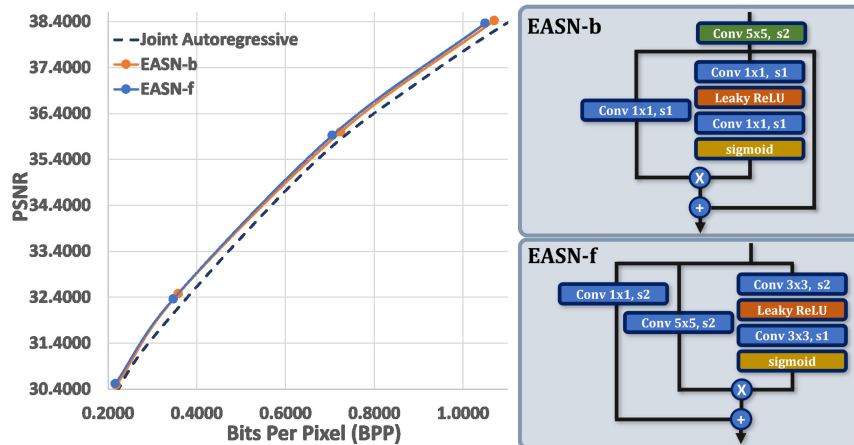 38.4000
37.4000
36.4000
35.4000
34.4000
33.4000
32.4000
31.4000
30.4000
PSNR
Joint Autoregressive
EASN-b
EASN-f
0.2000 0.4000 0.6000 0.8000 1.0000
Bits Per Pixel (BPP)
EASN-b
Conv 5x5, s2
Conv 1x1, s1
Leaky ReLU
Conv 1x1, s1
Conv 1x1, s1
sigmoid
X
+
EASN-f
Conv 3x3, s2
Conv 1x1, s2
Leaky ReLU
Conv 5x5, s2
Conv 3x3, s1
sigmoid
X
+